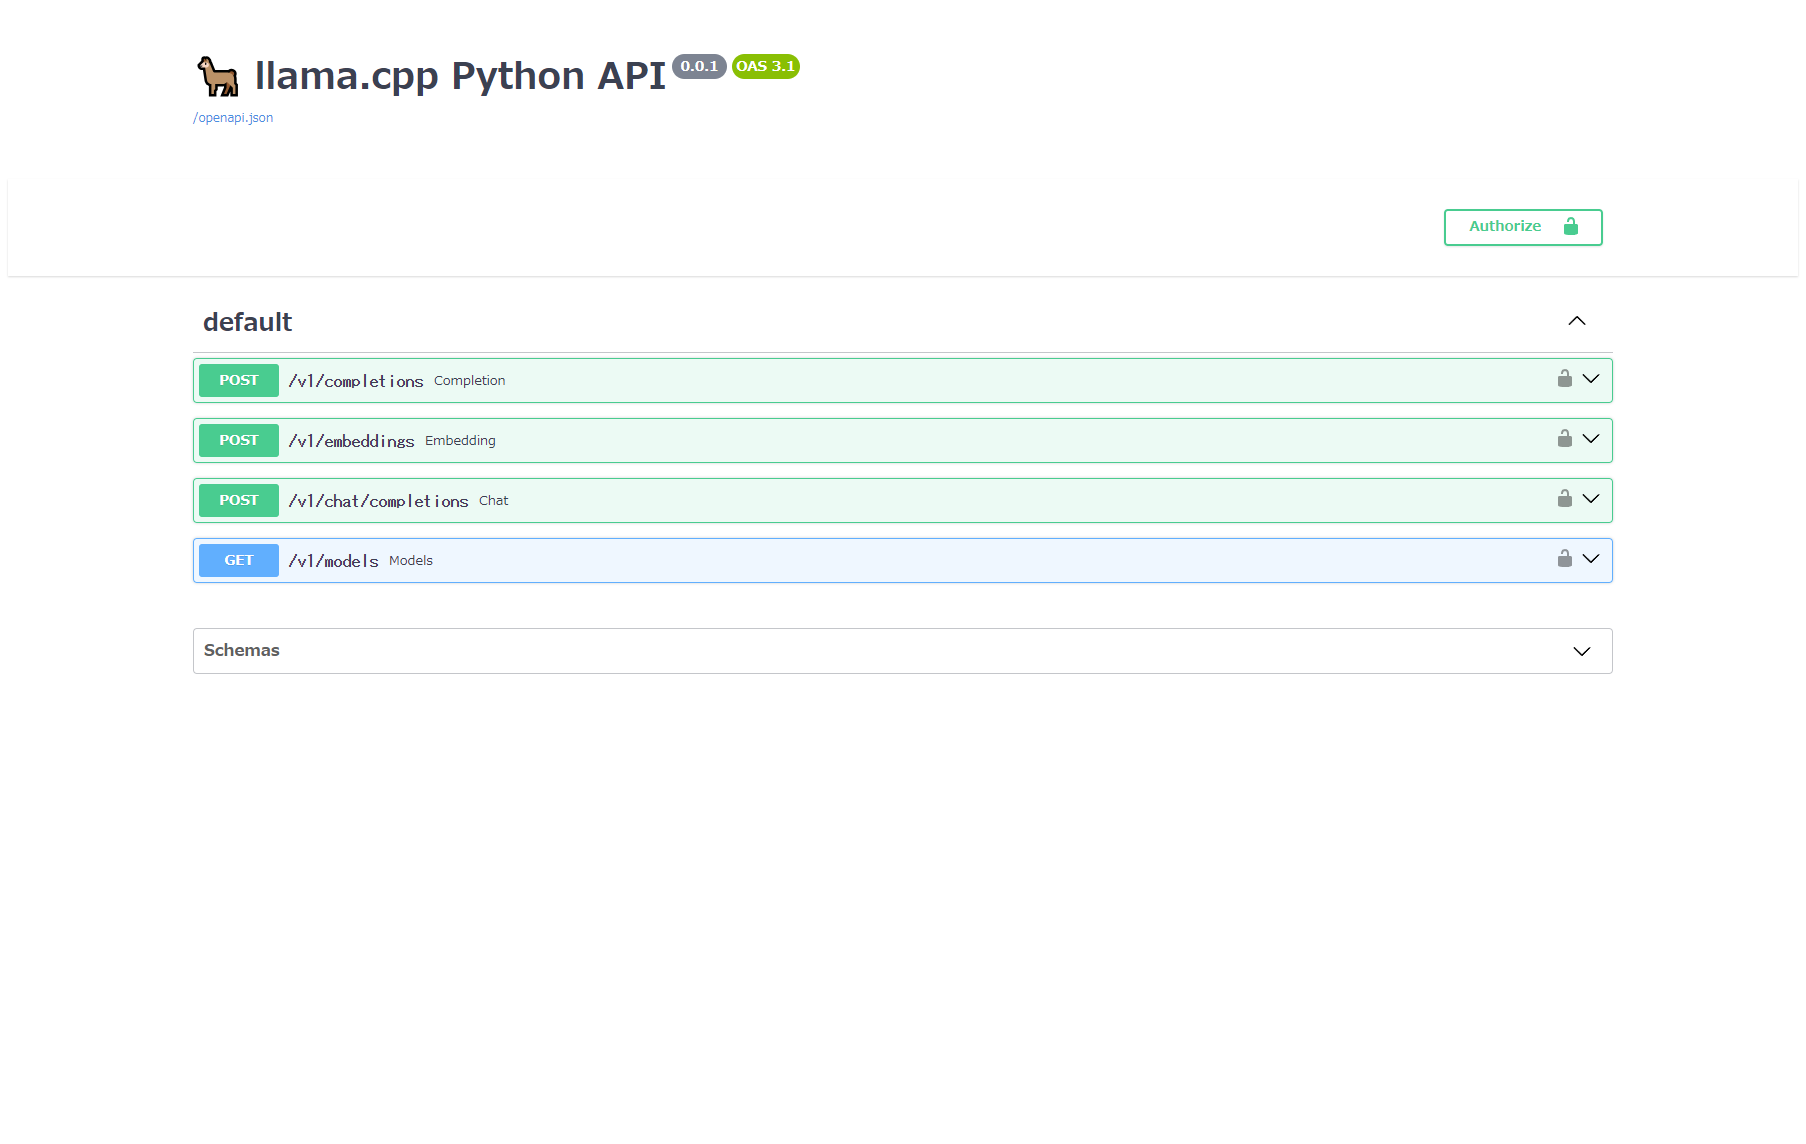 llama.cpp Python API 0.0.1 OAS 3.1
/openapi.json
Authorize
default
POST /v1/completions Completion
POST /v1/embeddings Embedding
POST /v1/chat/completions Chat
GET /v1/models Models
Schemas